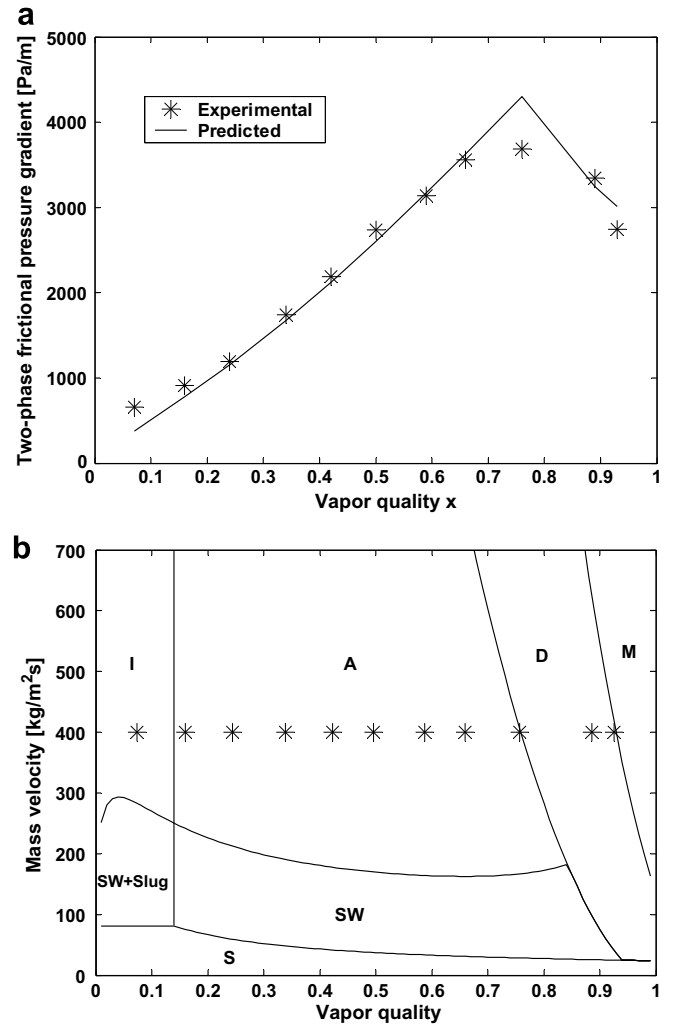 a
Two-phase frictional pressure gradient [Pa/m]
5000
4000
3000
2000
1000
0
Experimental
Predicted
0 0.1 0.2 0.3 0.4 0.5 0.6 0.7 0.8 0.9 1
Vapor quality x
b
Mass velocity [kg/m²s]
700
600
500
400
300
200
100
0
I A D M
SW+Slug
SW
S
0 0.1 0.2 0.3 0.4 0.5 0.6 0.7 0.8 0.9 1
Vapor quality